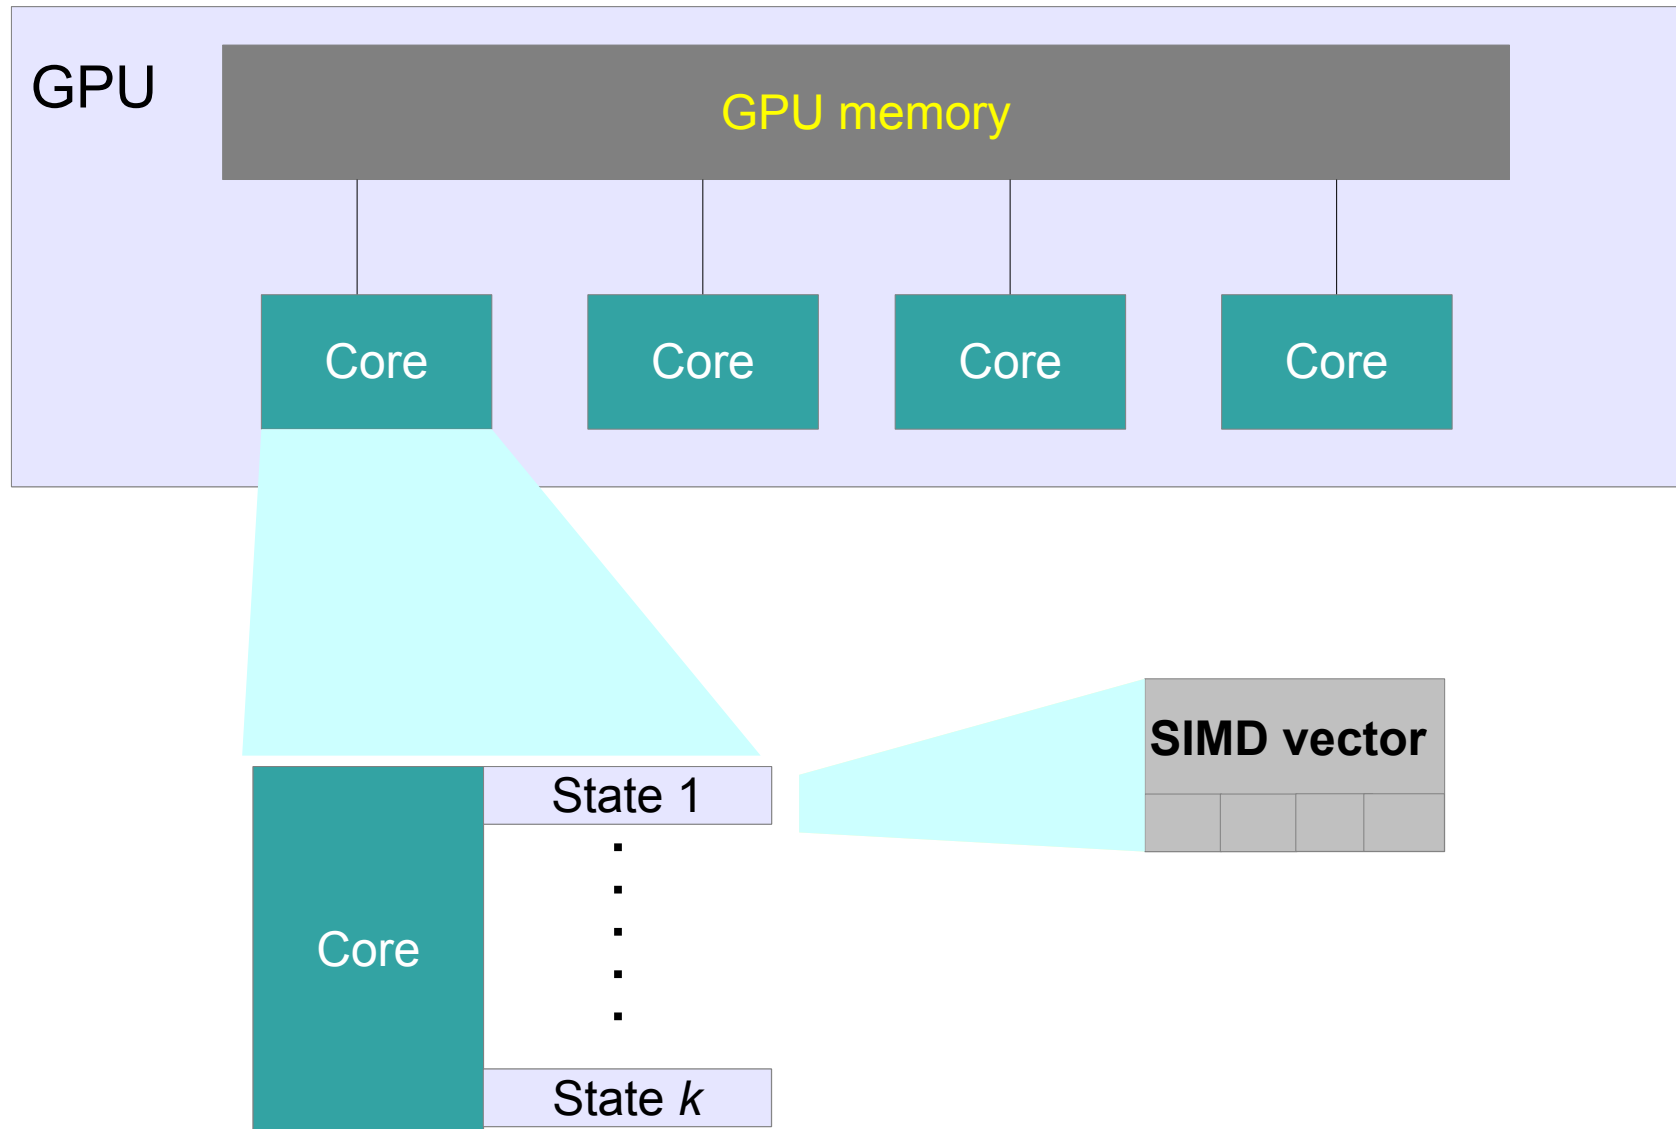 GPU
GPU memory
Core
Core
Core
Core
SIMD vector
State 1
Core
State k